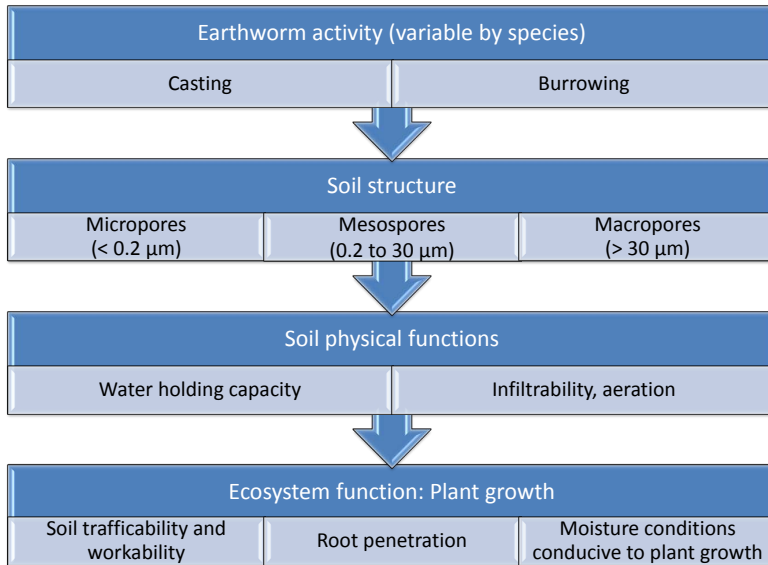 Earthworm activity (variable by species)
Casting
Burrowing
Soil structure
Micropores
(< 0.2 µm)
Mesospores
(0.2 to 30 µm)
Macropores
(> 30 µm)
Soil physical functions
Water holding capacity
Infiltrability, aeration
Ecosystem function: Plant growth
Soil trafficability and
workability
Root penetration
Moisture conditions
conducive to plant growth